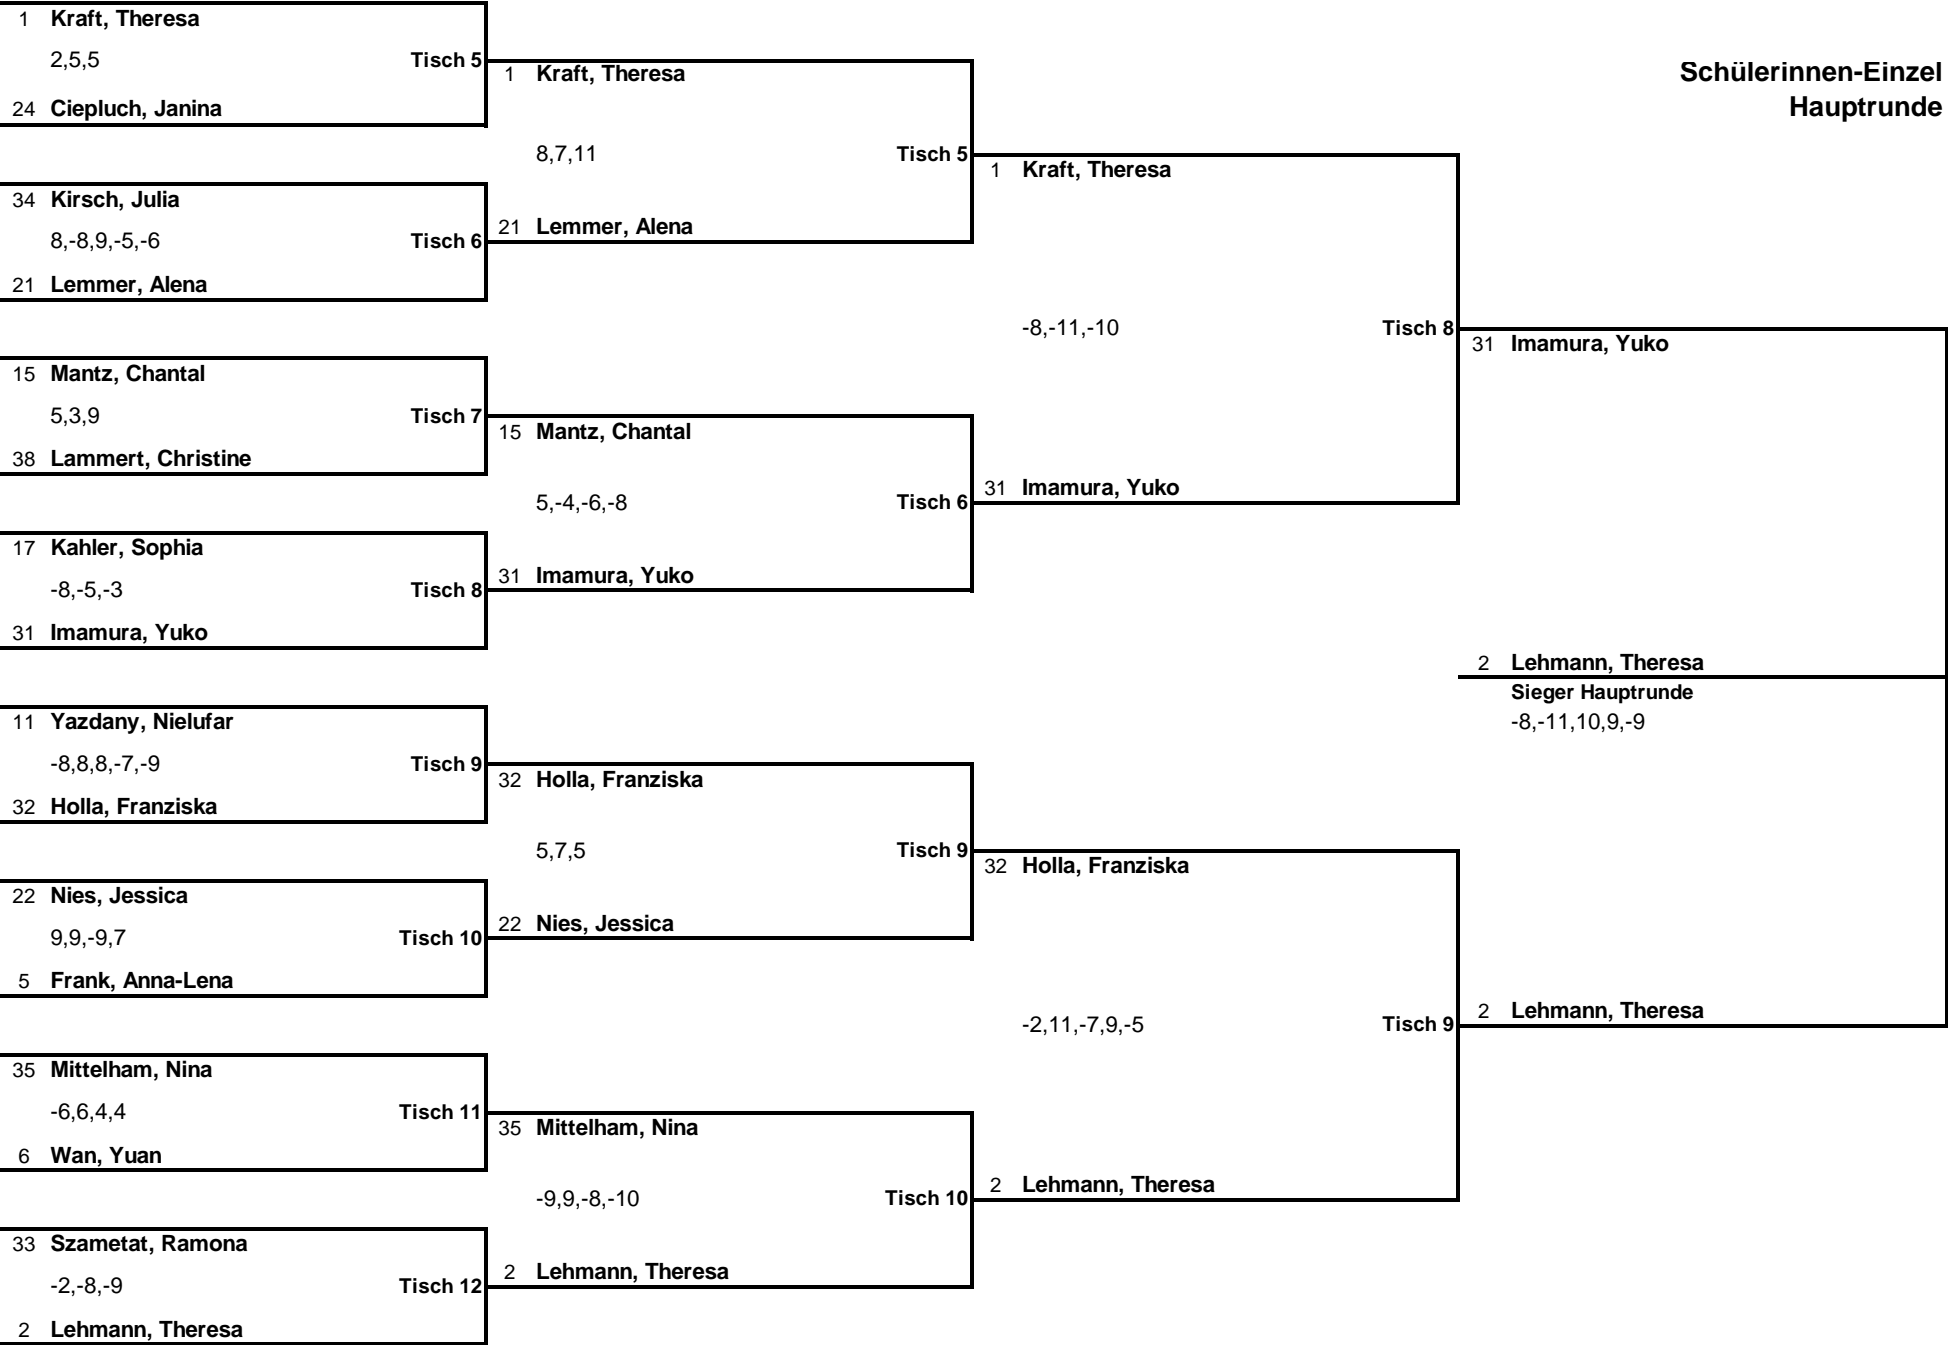 Schülerinnen-Einzel
Hauptrunde
1 Kraft, Theresa
2,5,5 Tisch 5
24 Ciepluch, Janina
34 Kirsch, Julia
8,-8,9,-5,-6 Tisch 6
21 Lemmer, Alena
15 Mantz, Chantal
5,3,9 Tisch 7
38 Lammert, Christine
17 Kahler, Sophia
-8,-5,-3 Tisch 8
31 Imamura, Yuko
11 Yazdany, Nielufar
-8,8,8,-7,-9 Tisch 9
32 Holla, Franziska
22 Nies, Jessica
9,9,-9,7 Tisch 10
5 Frank, Anna-Lena
35 Mittelham, Nina
-6,6,4,4 Tisch 11
6 Wan, Yuan
33 Szametat, Ramona
-2,-8,-9 Tisch 12
2 Lehmann, Theresa
1 Kraft, Theresa
8,7,11 Tisch 5
21 Lemmer, Alena
15 Mantz, Chantal
5,-4,-6,-8 Tisch 6
31 Imamura, Yuko
32 Holla, Franziska
5,7,5 Tisch 9
22 Nies, Jessica
35 Mittelham, Nina
-9,9,-8,-10 Tisch 10
2 Lehmann, Theresa
1 Kraft, Theresa
-8,-11,-10 Tisch 8
31 Imamura, Yuko
32 Holla, Franziska
-2,11,-7,9,-5 Tisch 9
2 Lehmann, Theresa
31 Imamura, Yuko
2 Lehmann, Theresa
Sieger Hauptrunde
-8,-11,10,9,-9
2 Lehmann, Theresa